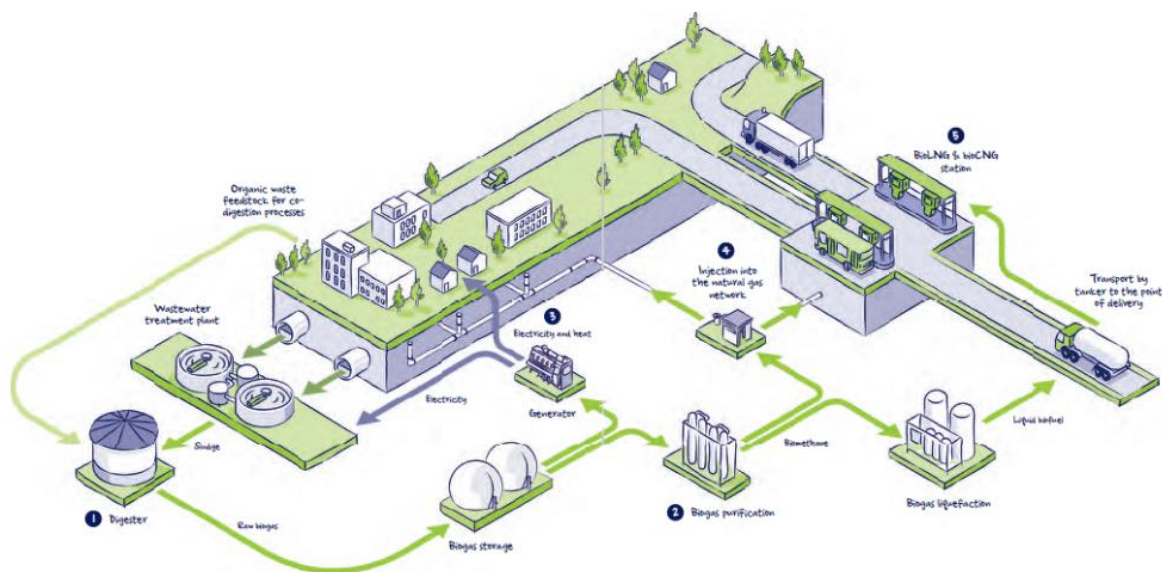 5
BioLNG & bioCNG
station
Organic waste
feedstock for co-
digestion processes
4
Injection into
the natural gas
network
Transport by
tanker to the point
of delivery
Wastewater
treatment plant
3
Electricity and heat
Electricity
Generator
Sludge
Biomethane
Liquid biofuel
1 Digester
Raw biogas
Biogas storage
2 Biogas purification
Biogas liquefaction